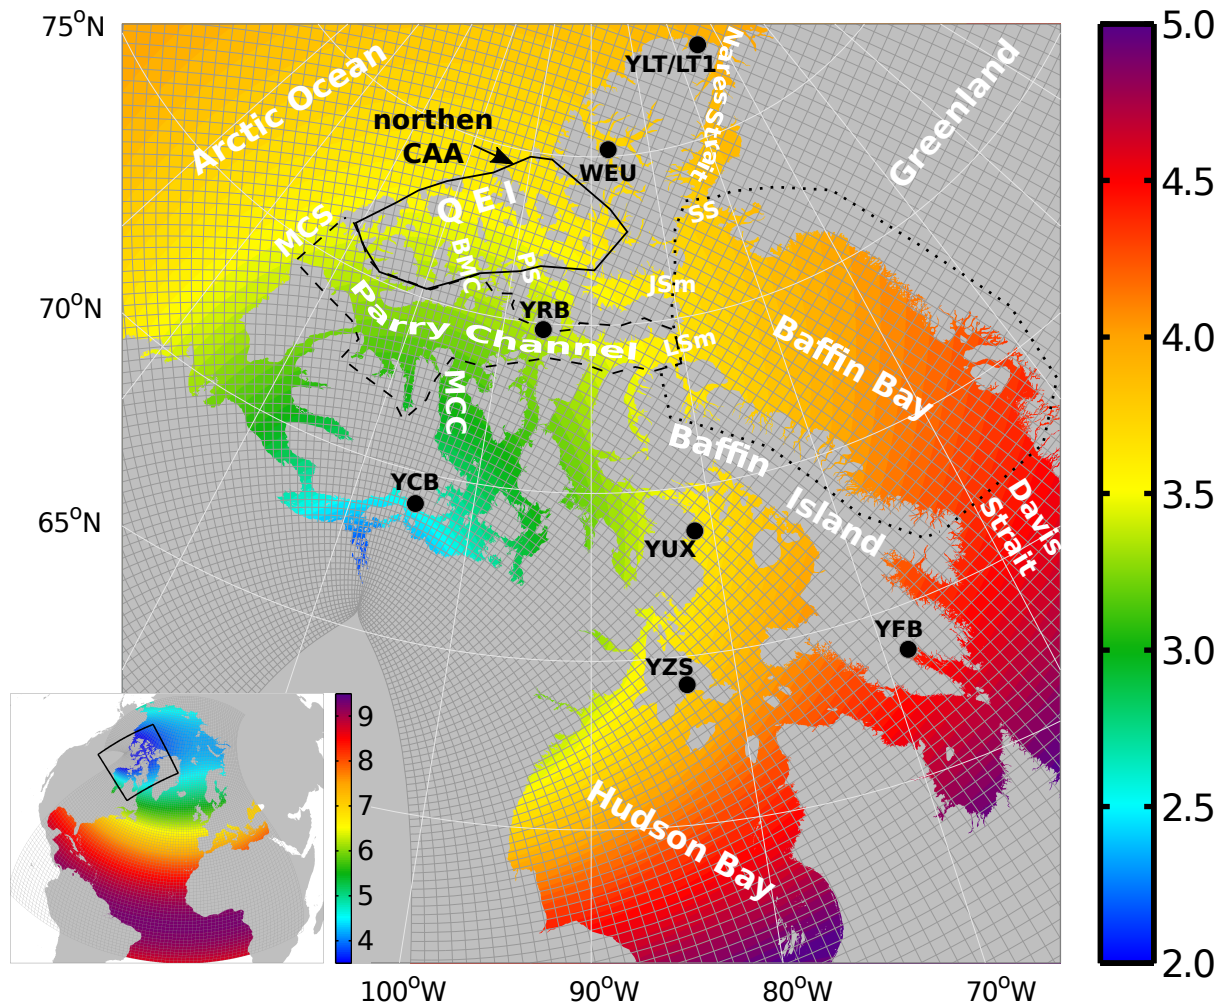 75°N
70°N
65°N
100°W
90°W
80°W
70°W
Arctic Ocean
northen
CAA
YLT/LT1
Nares Strait
Greenland
WEU
SS
Q E I
MCS
BMC
PS
JSm
YRB
Parry Channel
LSm
Baffin Bay
MCC
Baffin
Island
YCB
YUX
Davis
Strait
YFB
YZS
Hudson Bay
5.0
4.5
4.0
3.5
3.0
2.5
2.0
9
8
7
6
5
4